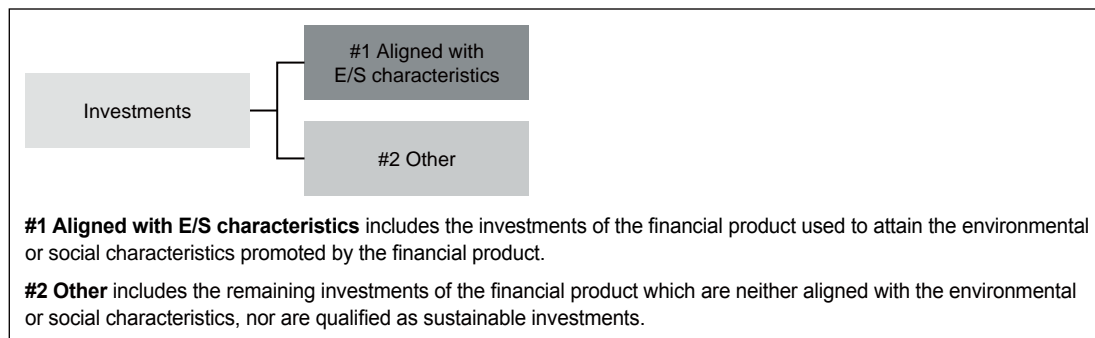 #1 Aligned with
E/S characteristics
Investments
#2 Other
#1 Aligned with E/S characteristics includes the investments of the financial product used to attain the environmental
or social characteristics promoted by the financial product.
#2 Other includes the remaining investments of the financial product which are neither aligned with the environmental
or social characteristics, nor are qualified as sustainable investments.